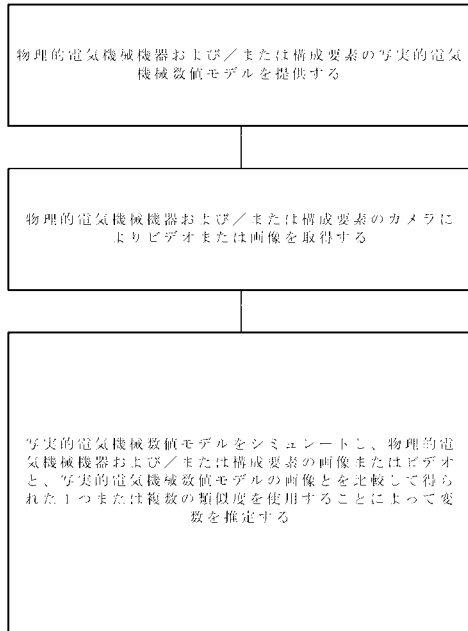 物理的電気機械機器および／または構成要素の写実的電気
機械数値モデルを提供する
物理的電気機械機器および／または構成要素のカメラに
よりビデオまたは画像を取得する
写実的電気機械数値モデルをシミュレートし、物理的電
気機械機器および／または構成要素の画像またはビデオ
と、写実的電気機械数値モデルの画像とを比較して得ら
れた１つまたは複数の類似度を使用することによって変
数を推定する